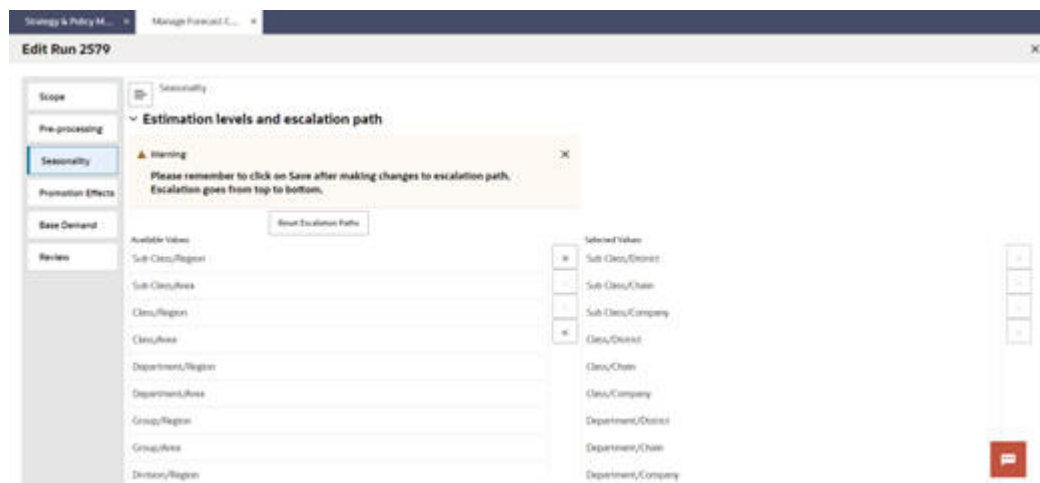 Strategy & Policy M... ×
Manage Forecast C... ×
Edit Run 2579 ×
Scope
Pre-processing
Seasonality
Promotion Effects
Base Demand
Review
Seasonality
Estimation levels and escalation path
Warning ×
Please remember to click on Save after making changes to escalation path.
Escalation goes from top to bottom.
Reset Escalation Paths
Available Values
Sub Class/Region
Sub Class/Area
Class/Region
Class/Area
Department/Region
Department/Area
Group/Region
Group/Area
Division/Region
Selected Values
Sub Class/District
Sub Class/Chain
Sub Class/Company
Class/District
Class/Chain
Class/Company
Department/District
Department/Chain
Department/Company